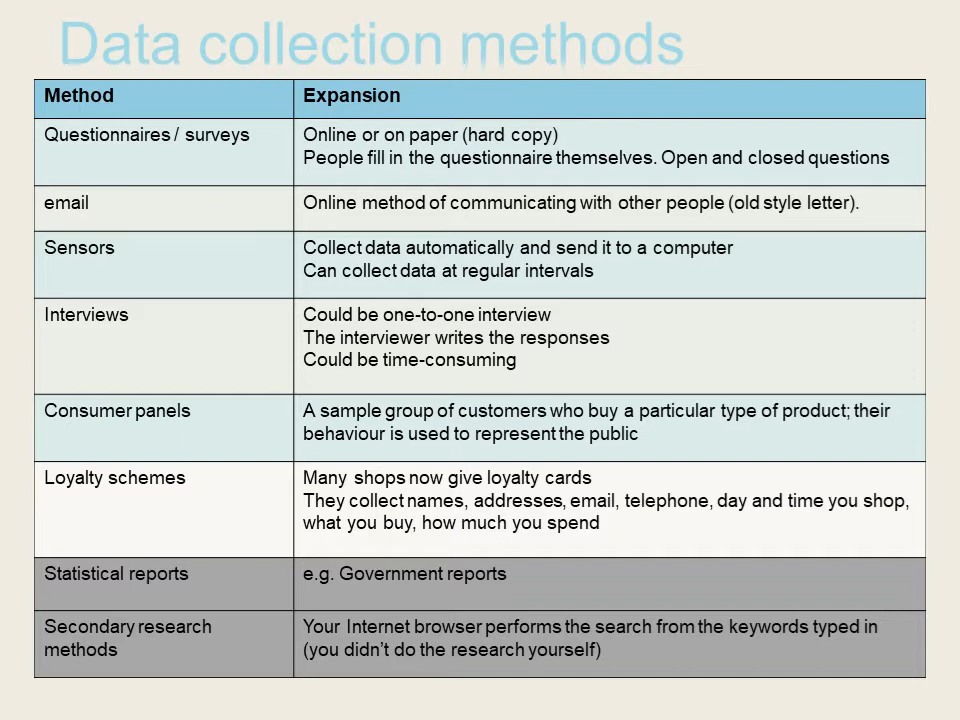 Data collection methods
Method
Expansion
Questionnaires / surveys
Online or on paper (hard copy)
People fill in the questionnaire themselves. Open and closed questions
email
Online method of communicating with other people (old style letter).
Sensors
Collect data automatically and send it to a computer
Can collect data at regular intervals
Interviews
Could be one-to-one interview
The interviewer writes the responses
Could be time-consuming
Consumer panels
A sample group of customers who buy a particular type of product; their
behaviour is used to represent the public
Loyalty schemes
Many shops now give loyalty cards
They collect names, addresses, email, telephone, day and time you shop,
what you buy, how much you spend
Statistical reports
e.g. Government reports
Secondary research
methods
Your Internet browser performs the search from the keywords typed in
(you didn’t do the research yourself)